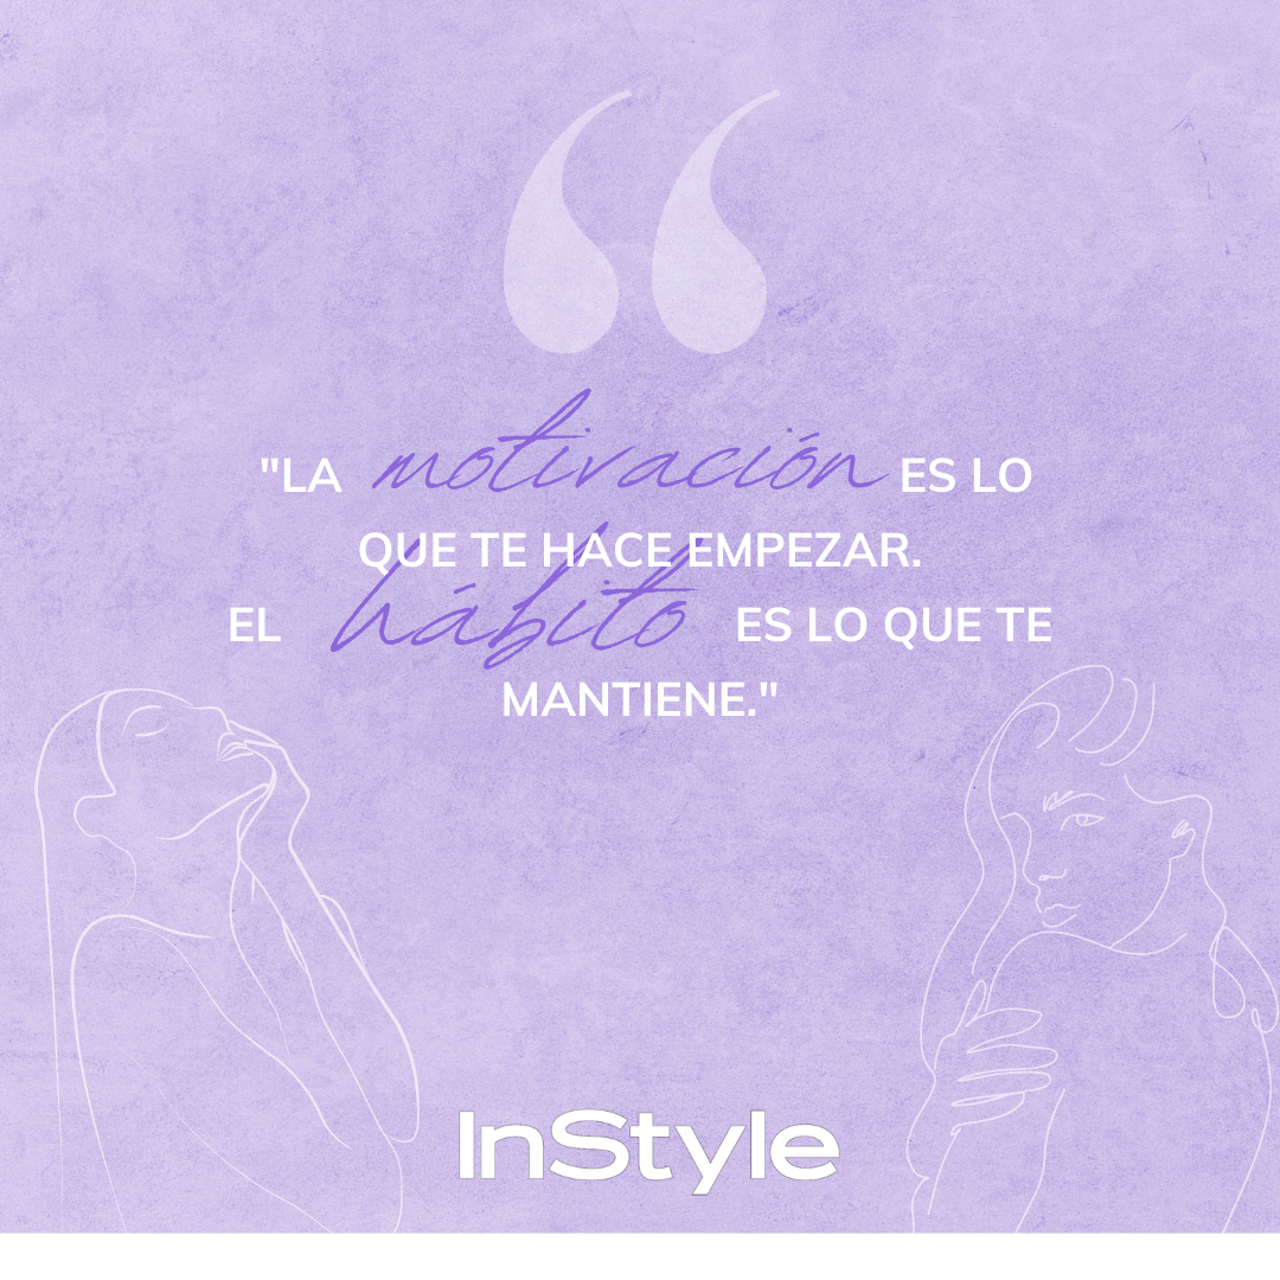 "LA motivación ES LO
QUE TE HACE EMPEZAR.
EL hábito ES LO QUE TE
MANTIENE."
InStyle